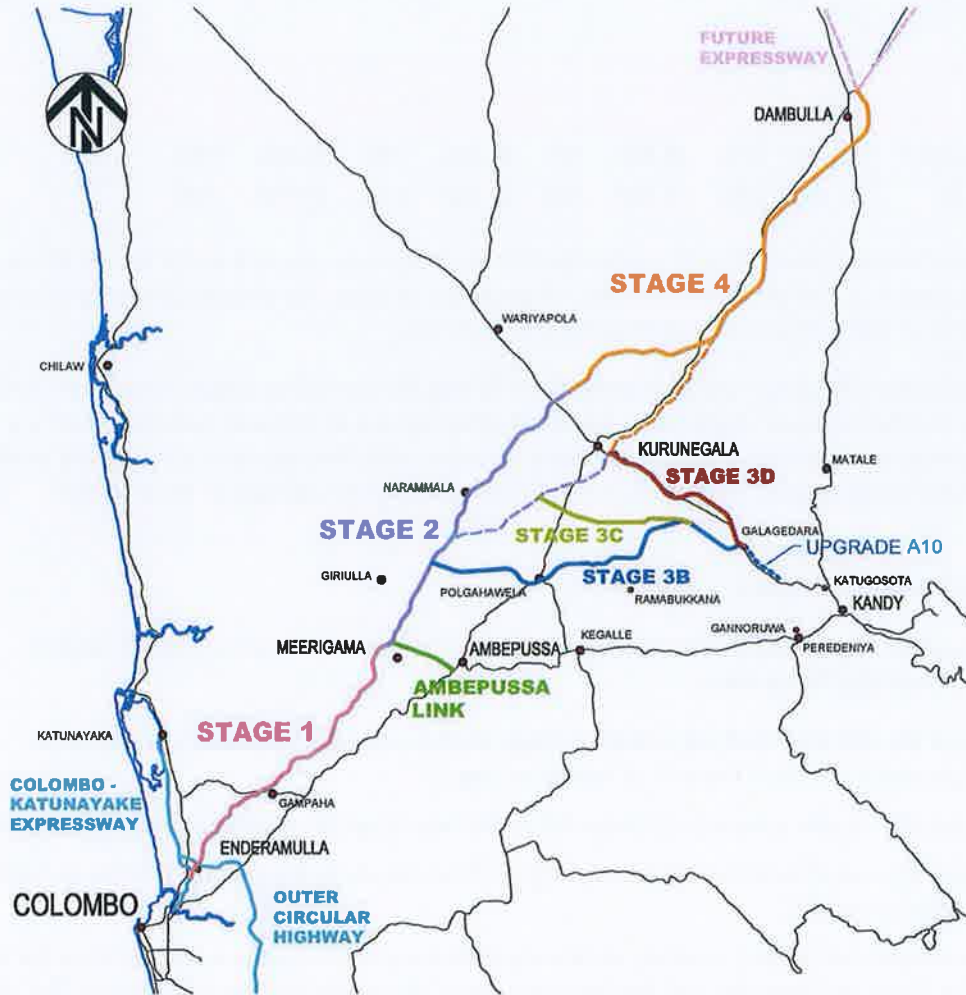 FUTURE
EXPRESSWAY
N
DAMBULLA
STAGE 4
WARIYAPOLA
CHILAW
KURUNEGALA
MATALE
STAGE 3D
NARAMMALA
STAGE 2
STAGE 3C
GALAGEDARA
UPGRADE A10
GIRIULLA
STAGE 3B
POLGAHAWELA
KATUGOSOTA
RAMABUKKANA
KANDY
GANNORUWA
KEGALLE
PEREDENIYA
MEERIGAMA
AMBEPUSSA
AMBEPUSSA
LINK
STAGE 1
KATUNAYAKA
COLOMBO -
KATUNAYAKE
EXPRESSWAY
GAMPAHA
ENDERAMULLA
COLOMBO
OUTER
CIRCULAR
HIGHWAY